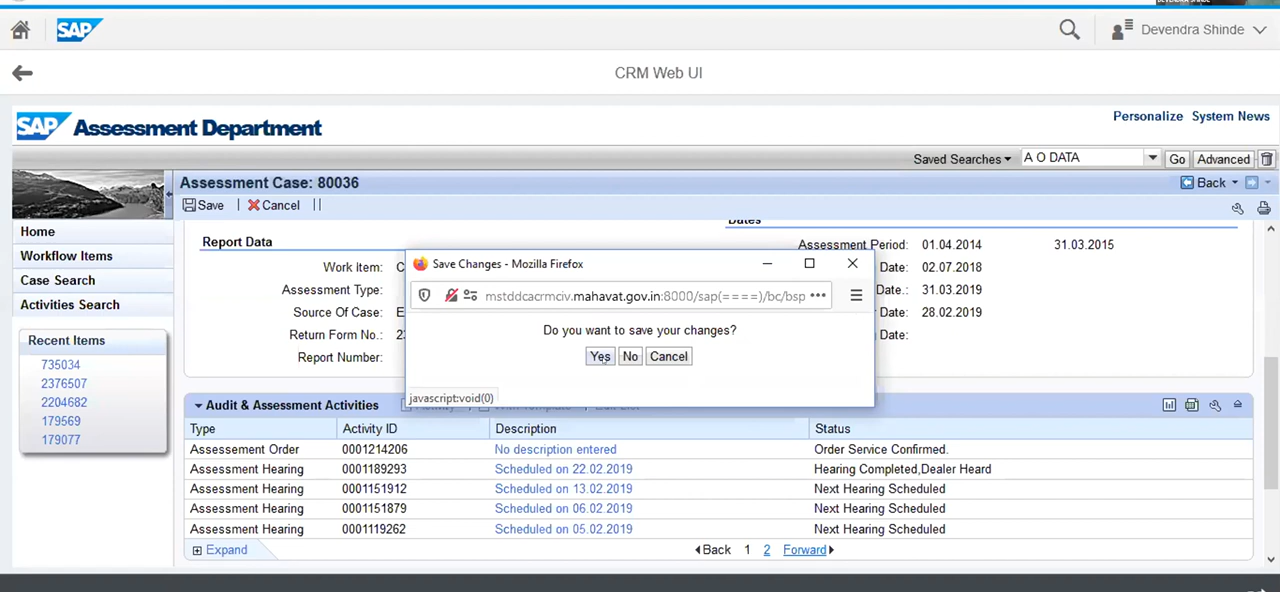 DEVENDRA SHINDE
SAP
Devendra Shinde
CRM Web UI
SAP Assessment Department
Personalize System News
Saved Searches A O DATA Go Advanced
Assessment Case: 80036 Back
Save | Cancel
Home
Workflow Items
Case Search
Activities Search
Recent Items
735034
2376507
2204682
179569
179077
Dates
Report Data
Assessment Period: 01.04.2014 31.03.2015
Work Item: C
Date: 02.07.2018
Assessment Type:
Date.: 31.03.2019
Source Of Case: E
Date: 28.02.2019
Return Form No.: 23
Date:
Report Number:
Save Changes - Mozilla Firefox
mstddcacrmciv.mahavat.gov.in:8000/sap(====)/bc/bsp
Do you want to save your changes?
Yes No Cancel
javascript:void(0)
Audit & Assessment Activities
Type Activity ID Description Status
Assessment Order 0001214206 No description entered Order Service Confirmed.
Assessment Hearing 0001189293 Scheduled on 22.02.2019 Hearing Completed,Dealer Heard
Assessment Hearing 0001151912 Scheduled on 13.02.2019 Next Hearing Scheduled
Assessment Hearing 0001151879 Scheduled on 06.02.2019 Next Hearing Scheduled
Assessment Hearing 0001119262 Scheduled on 05.02.2019 Next Hearing Scheduled
Expand Back 1 2 Forward